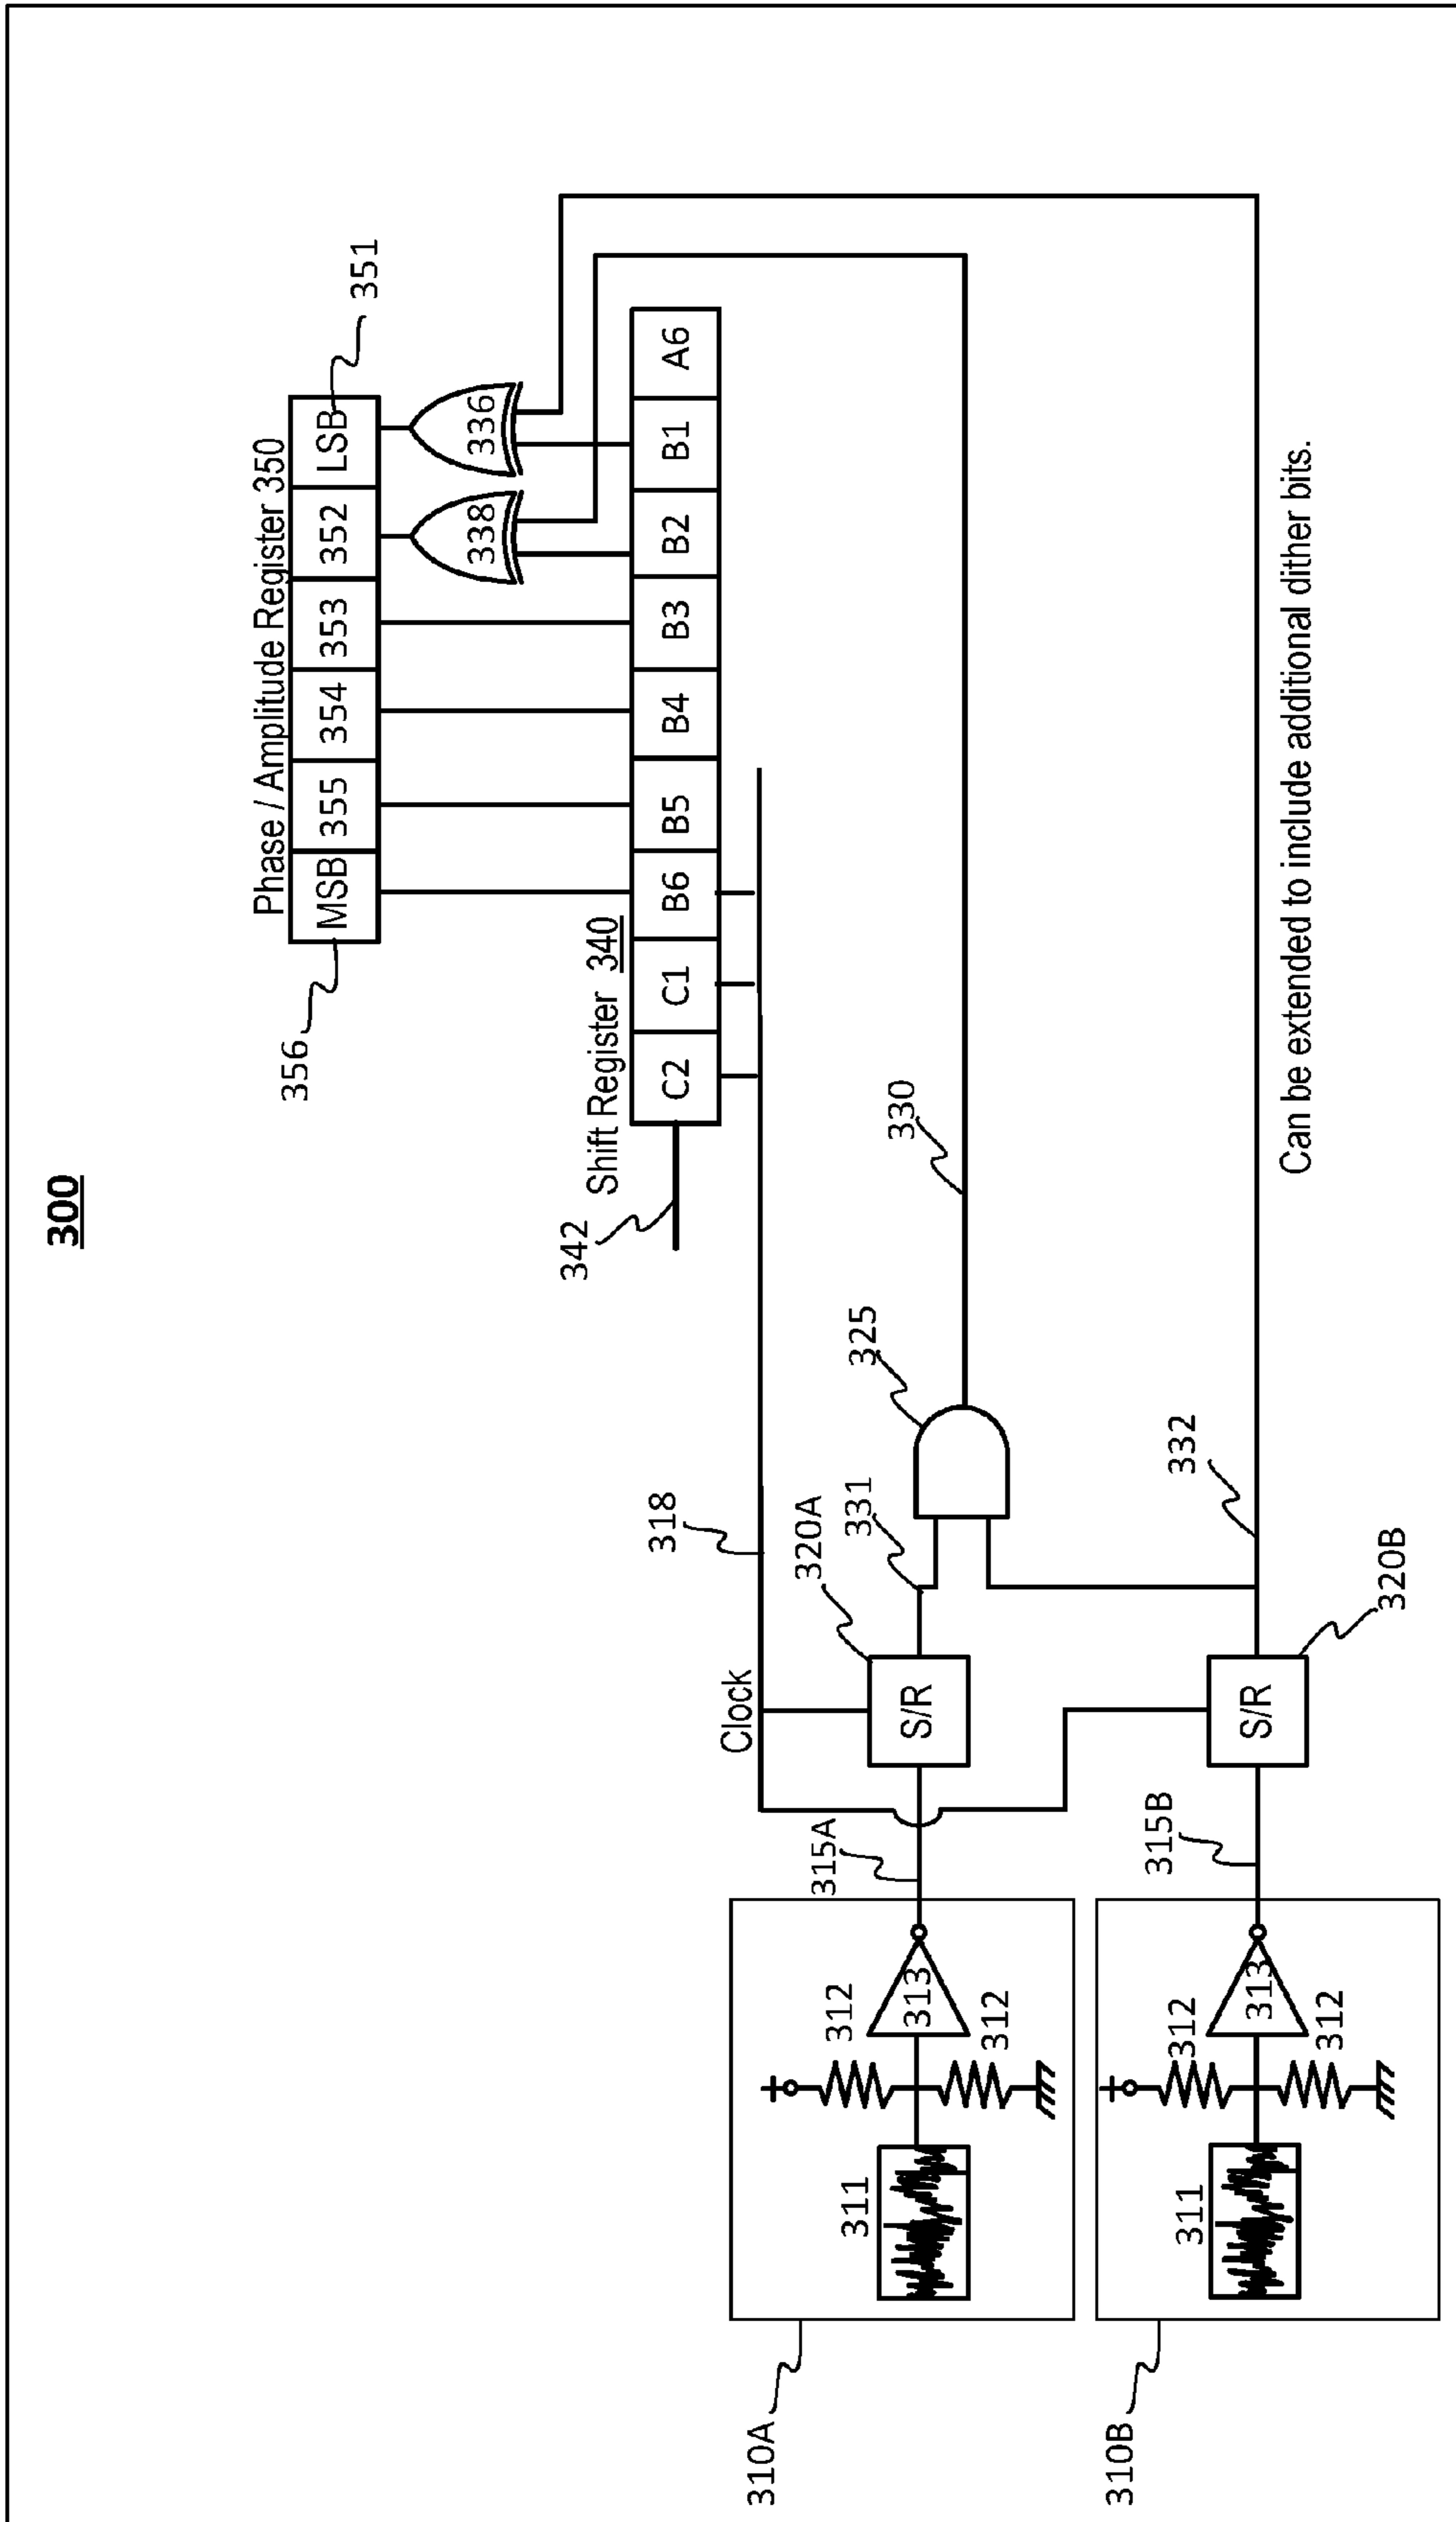 300
Phase / Amplitude Register 350
MSB 355 354 353 352 LSB
356
351
338
336
Shift Register 340
C2 C1 B6 B5 B4 B3 B2 B1 A6
342
318
Clock
325
330
331
320A
S/R
315A
310A
311
312
313
312
332
320B
S/R
315B
310B
311
312
313
312
Can be extended to include additional dither bits.